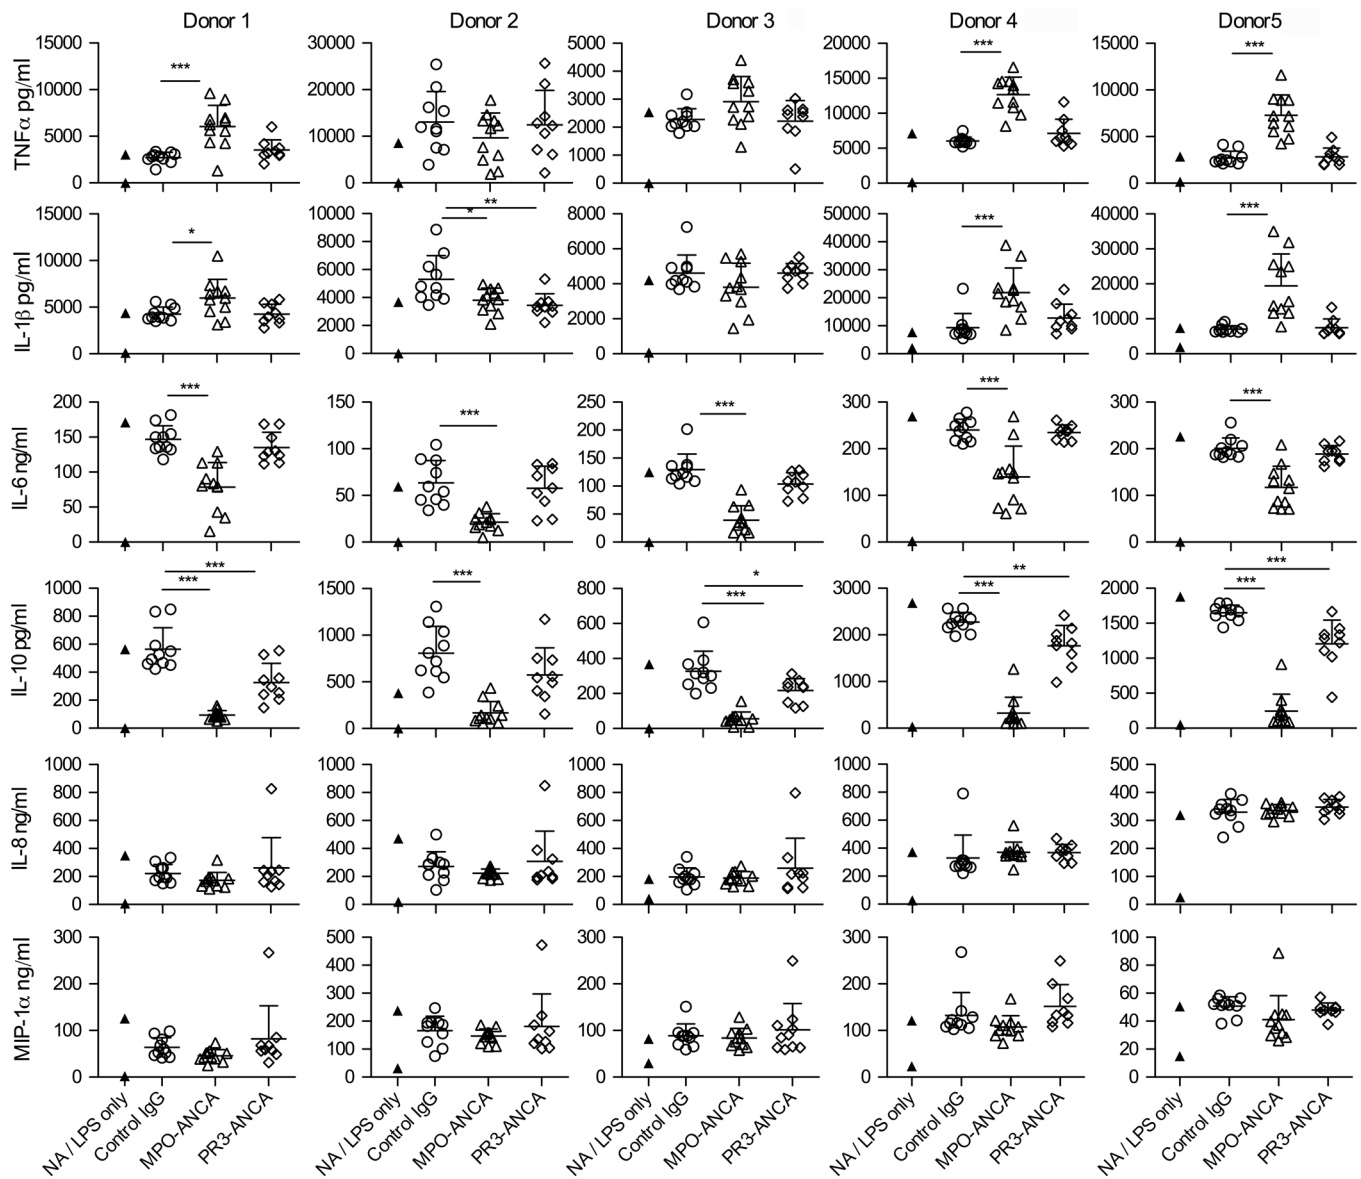 Donor 1 Donor 2 Donor 3 Donor 4 Donor5
TNFα pg/ml
15000 30000 5000 20000 15000
10000 20000 4000 15000 10000
5000 10000 3000 10000 5000
0 0 2000 5000 0
1000 0
0
*** *** ***
IL-1β pg/ml
15000 10000 8000 50000 40000
10000 8000 6000 40000 30000
5000 6000 4000 30000 20000
0 4000 2000 20000 10000
2000 0 10000 0
0 0
* ** * *** ***
IL-6 ng/ml
200 150 250 300 300
150 100 200 200 200
100 50 150 100 100
50 0 100 0 0
0 50
0
*** *** *** *** ***
IL-10 pg/ml
1000 1500 800 3000 2000
800 1000 600 2000 1500
600 500 400 1000 1000
400 0 200 0 500
200 0 0
0
*** *** *** * *** ** *** *** ***
IL-8 ng/ml
1000 1000 1000 1000 500
800 800 800 800 400
600 600 600 600 300
400 400 400 400 200
200 200 200 200 100
0 0 0 0 0
MIP-1α ng/ml
300 500 300 300 100
200 400 200 200 80
100 300 100 100 60
0 200 0 0 40
100 20
0 0
NA / LPS only Control IgG MPO-ANCA PR3-ANCA
NA / LPS only Control IgG MPO-ANCA PR3-ANCA
NA / LPS only Control IgG MPO-ANCA PR3-ANCA
NA / LPS only Control IgG MPO-ANCA PR3-ANCA
NA / LPS only Control IgG MPO-ANCA PR3-ANCA